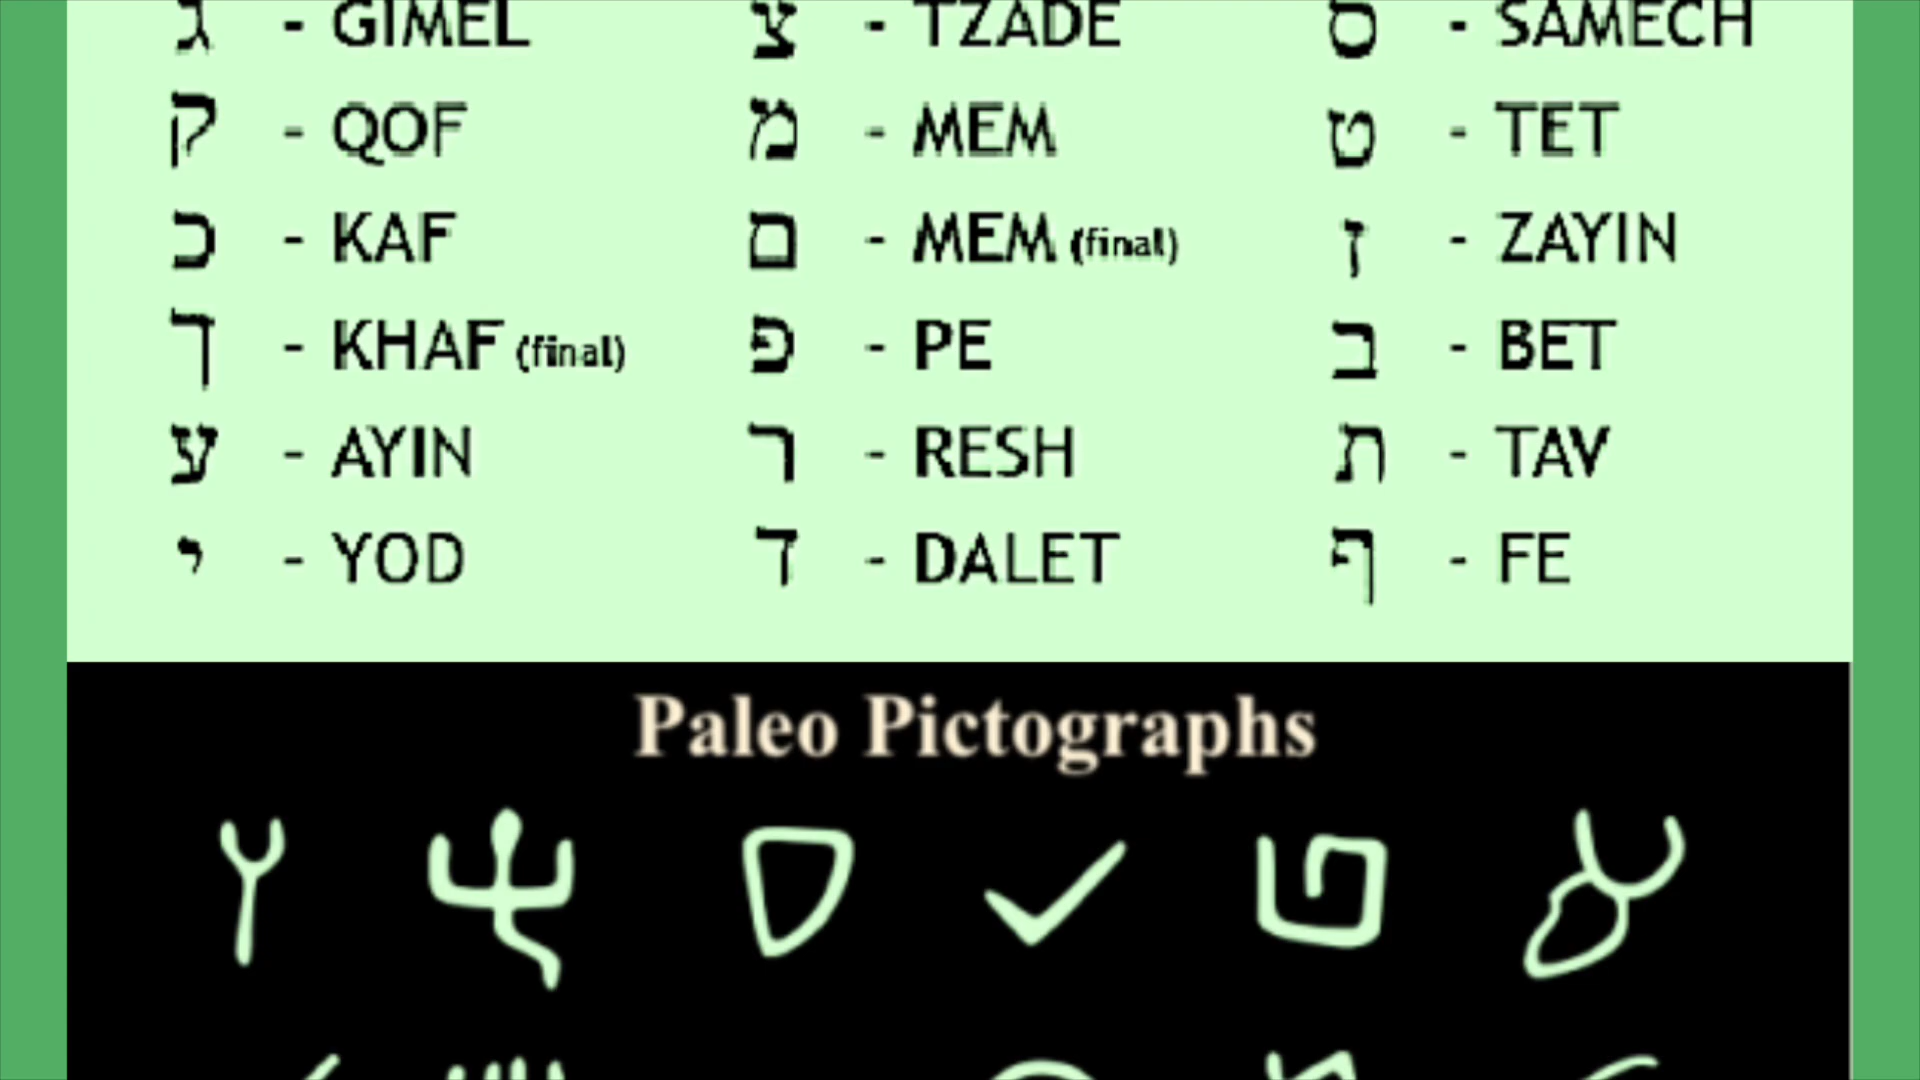 ג - GIMEL צ - TZADE ס - SAMECH
ק - QOF מ - MEM ט - TET
כ - KAF ם - MEM (final) ז - ZAYIN
ך - KHAF (final) פ - PE ב - BET
ע - AYIN ר - RESH ת - TAV
י - YOD ד - DALET ף - FE
Paleo Pictographs